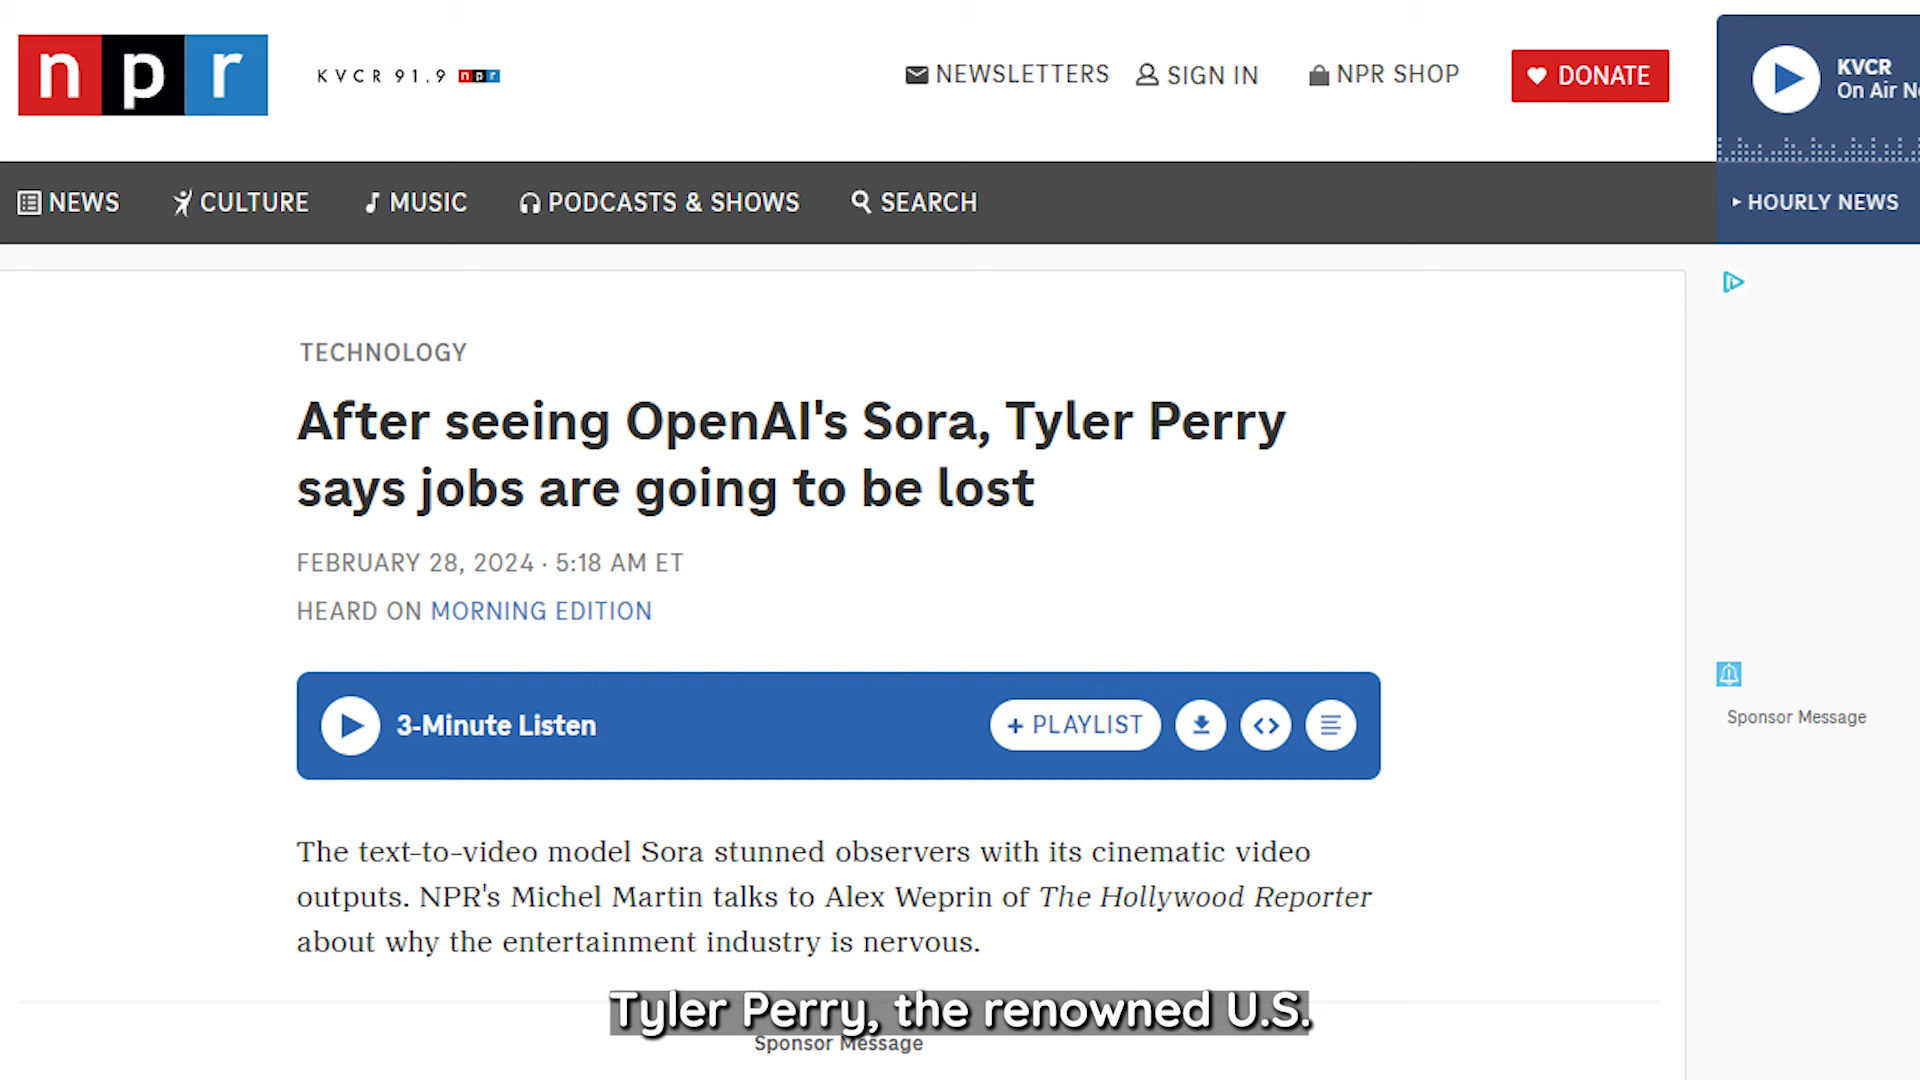 npr
KVCR 91.9 npr
NEWSLETTERS
SIGN IN
NPR SHOP
DONATE
KVCR
On Air
NEWS
CULTURE
MUSIC
PODCASTS & SHOWS
SEARCH
HOURLY NEWS
TECHNOLOGY
After seeing OpenAI's Sora, Tyler Perry
says jobs are going to be lost
FEBRUARY 28, 2024 · 5:18 AM ET
HEARD ON MORNING EDITION
3-Minute Listen
+ PLAYLIST
The text-to-video model Sora stunned observers with its cinematic video
outputs. NPR's Michel Martin talks to Alex Weprin of The Hollywood Reporter
about why the entertainment industry is nervous.
Sponsor Message
Tyler Perry, the renowned U.S.
Sponsor Message